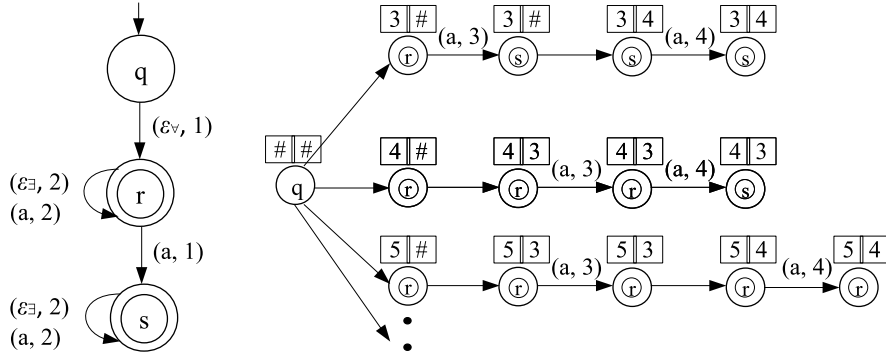 q
(ε∀, 1)
(ε∃, 2)
(a, 2)
r
(a, 1)
(ε∃, 2)
(a, 2)
s
3 # (a, 3) 3 # 3 4 (a, 4) 3 4
r s s s
# #
q
4 # 4 3 (a, 3) 4 3 (a, 4) 4 3
r r r s
5 # 5 3 (a, 3) 5 3 5 4 (a, 4) 5 4
r r r r r